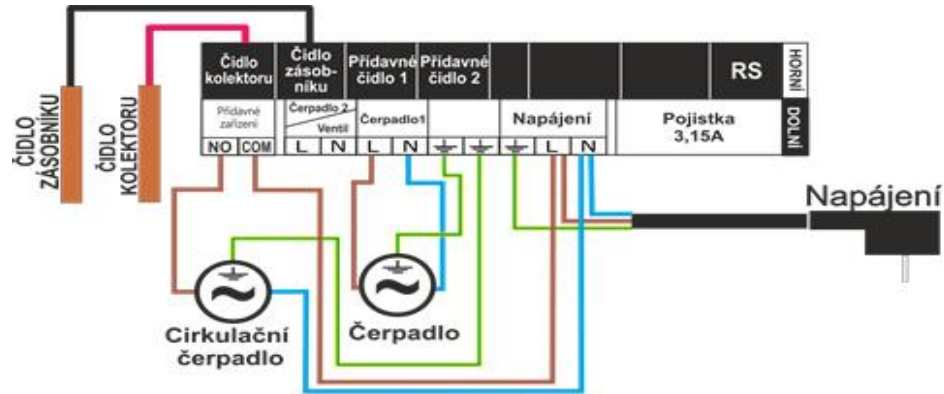 Čidlo
kolektoru
Čidlo
zásob-
níku
Přídavné
čidlo 1
Přídavné
čidlo 2
RS
HORNÍ
Přídavné
zařízení
Čerpadlo 2
Ventil
Čerpadlo1
Napájení
Pojistka
3,15A
DOLNÍ
NO COM L N L N L N
ČIDLO
ZÁSOBNÍKU
ČIDLO
KOLEKTORU
Napájení
Cirkulační
čerpadlo
Čerpadlo